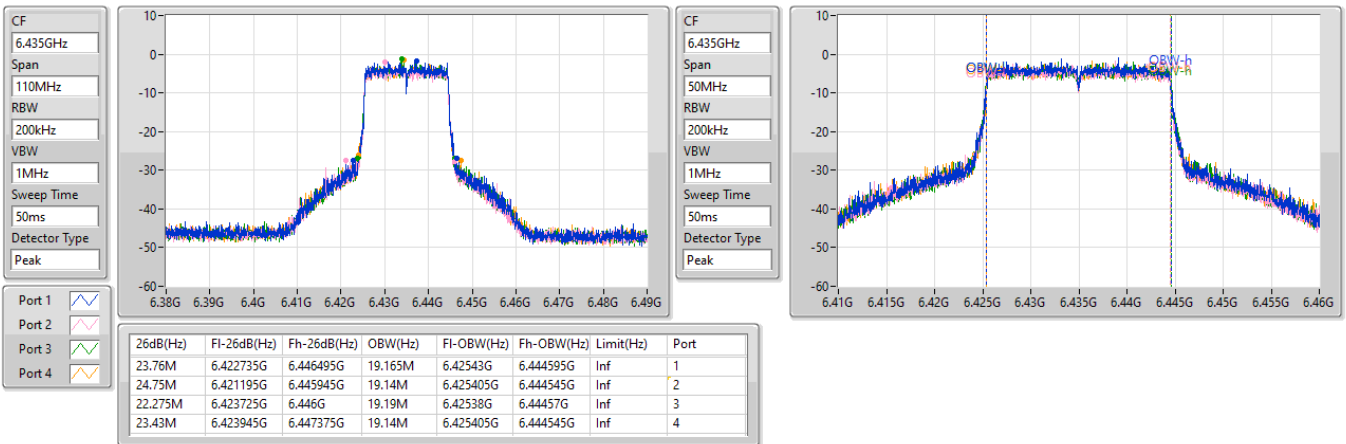 CF
6.435GHz
Span
110MHz
RBW
200kHz
VBW
1MHz
Sweep Time
50ms
Detector Type
Peak
10
0
-10
-20
-30
-40
-50
-60
6.38G 6.39G 6.4G 6.41G 6.42G 6.43G 6.44G 6.45G 6.46G 6.47G 6.48G 6.49G
CF
6.435GHz
Span
50MHz
RBW
200kHz
VBW
1MHz
Sweep Time
50ms
Detector Type
Peak
10
0
-10
-20
-30
-40
-50
-60
OBW-h
6.41G 6.415G 6.42G 6.425G 6.43G 6.435G 6.44G 6.445G 6.45G 6.455G 6.46G
Port 1
Port 2
Port 3
Port 4
26dB(Hz) Fl-26dB(Hz) Fh-26dB(Hz) OBW(Hz) Fl-OBW(Hz) Fh-OBW(Hz) Limit(Hz) Port
23.76M 6.422735G 6.446495G 19.165M 6.42543G 6.444595G Inf 1
24.75M 6.421195G 6.445945G 19.14M 6.425405G 6.444545G Inf 2
22.275M 6.423725G 6.446G 19.19M 6.42538G 6.44457G Inf 3
23.43M 6.423945G 6.447375G 19.14M 6.425405G 6.444545G Inf 4